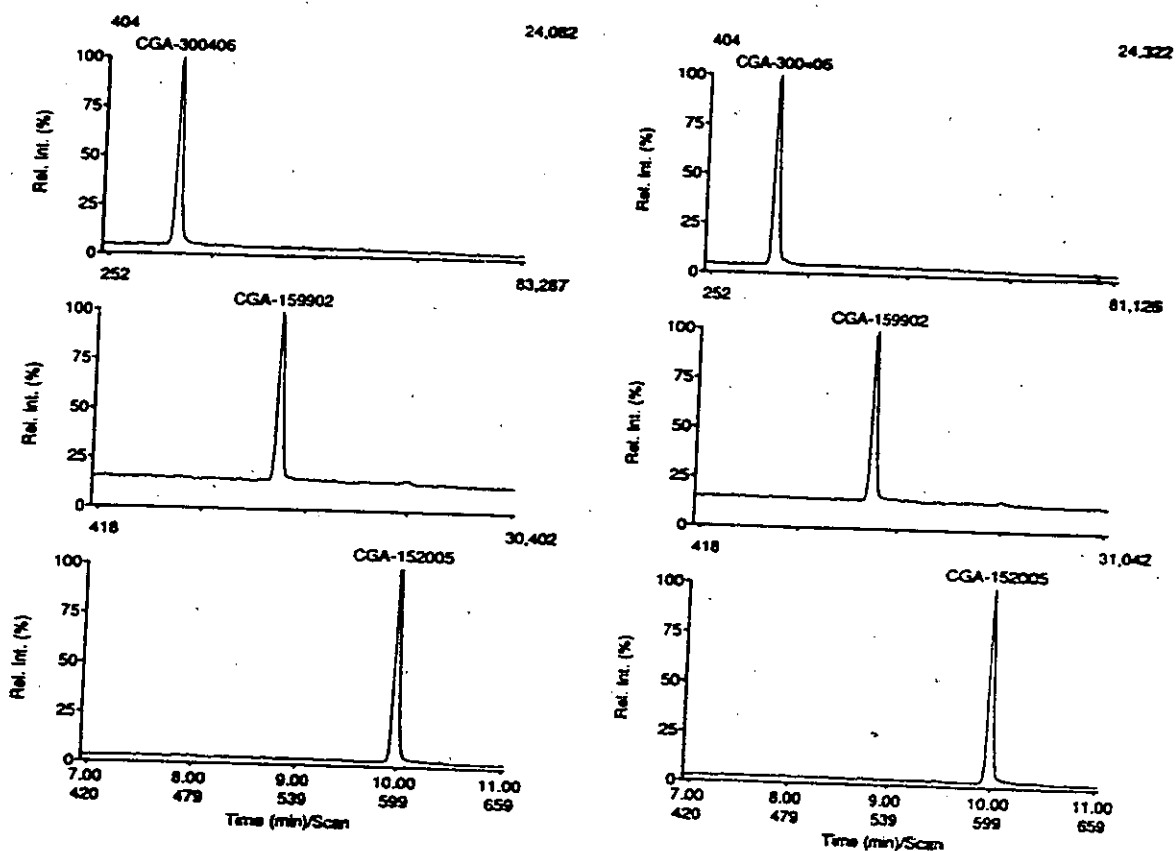 404
24,082
CGA-300406
100
75
50
25
0
Rel. Int. (%)
252
83,287
CGA-159902
100
75
50
25
0
Rel. Int. (%)
418
30,402
CGA-152005
100
75
50
25
0
Rel. Int. (%)
7.00 8.00 9.00 10.00 11.00
420 479 539 599 659
Time (min)/Scan
404
24,322
CGA-300406
100
75
50
25
0
Rel. Int. (%)
252
81,126
CGA-159902
100
75
50
25
0
Rel. Int. (%)
418
31,042
CGA-152005
100
75
50
25
0
Rel. Int. (%)
7.00 8.00 9.00 10.00 11.00
420 479 539 599 659
Time (min)/Scan